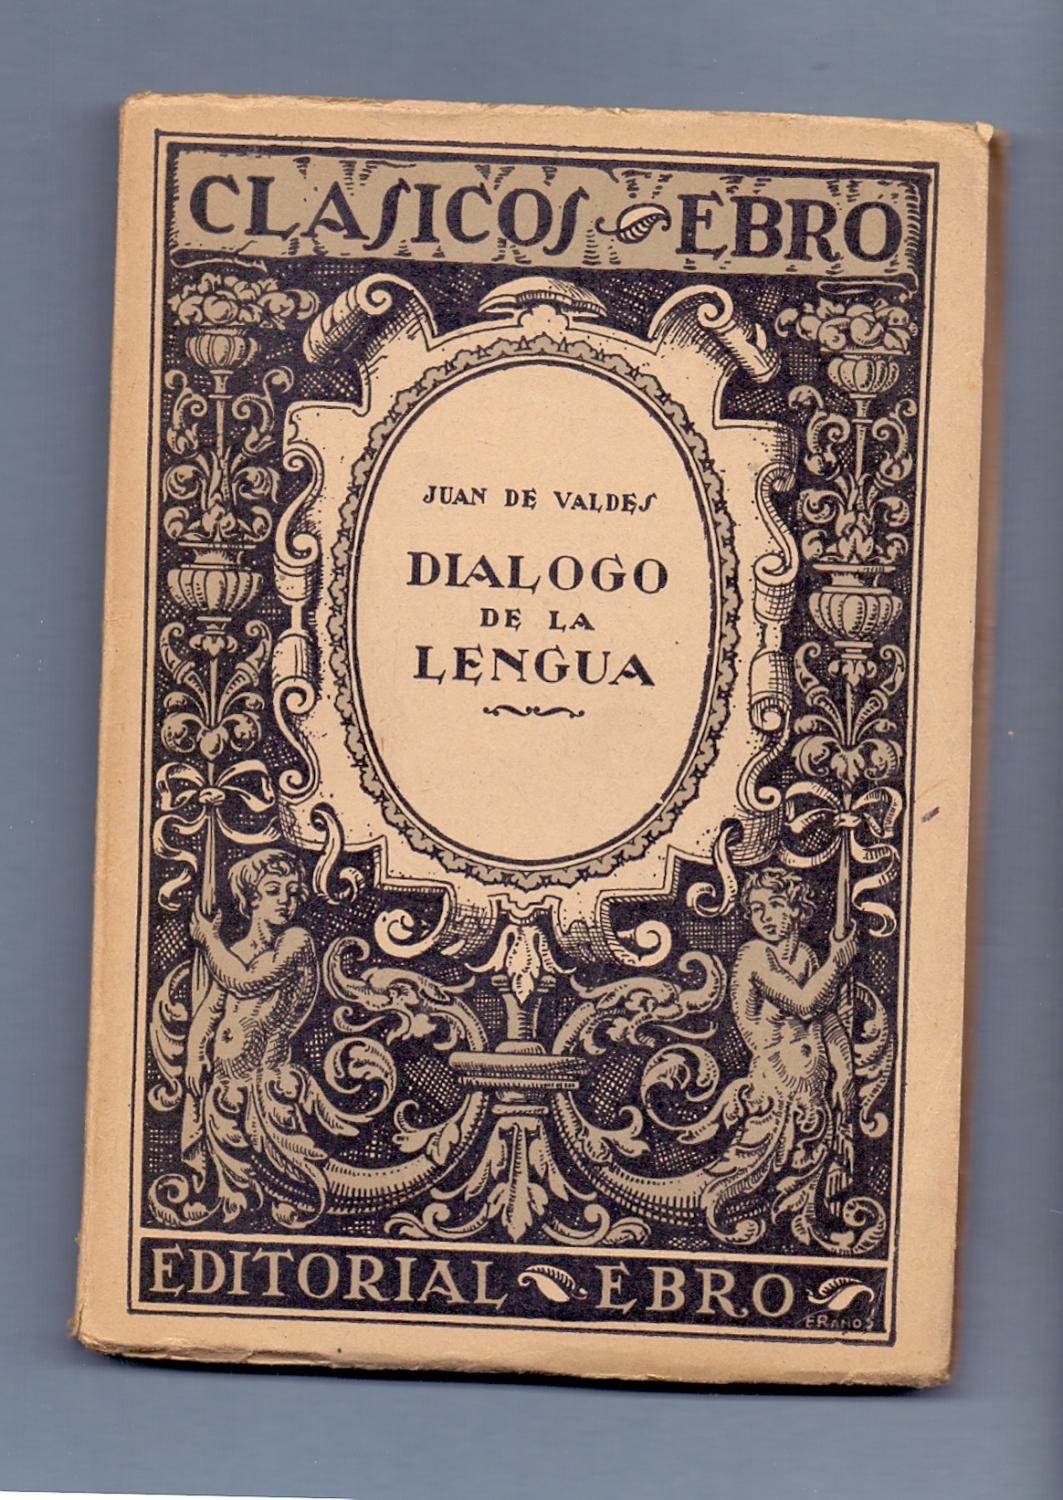 CLASICOS EBRO
JUAN DE VALDES
DIALOGO
DE LA
LENGUA
EDITORIAL EBRO